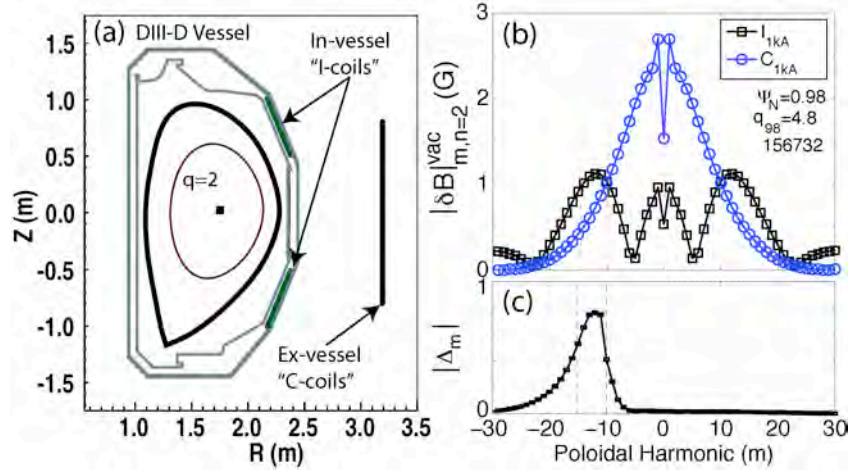 (a)
DIII-D Vessel
In-vessel
"I-coils"
q=2
Ex-vessel
"C-coils"
Z (m)
1.5
1.0
0.5
0.0
-0.5
-1.0
-1.5
1.0 1.5 2.0 2.5 3.0 3.5
R (m)
(b)
I1kA
C1kA
ΨN=0.98
q98=4.8
156732
|δB|vac m,n=2 (G)
3
2
1
0
(c)
|Δm|
1
0
-30 -20 -10 0 10 20 30
Poloidal Harmonic (m)